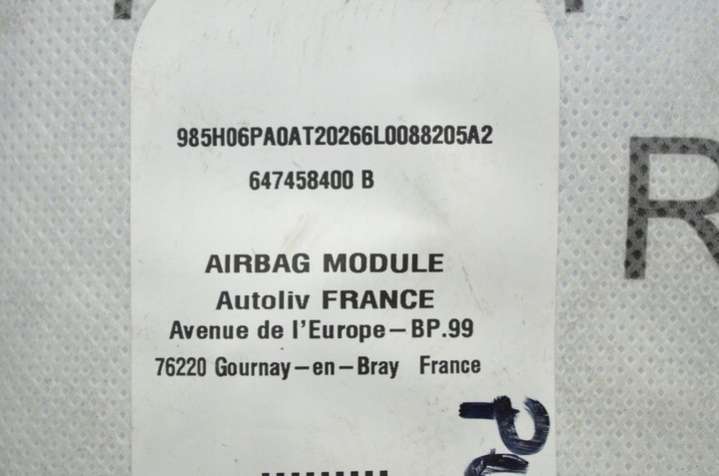 985H06PA0AT20266L0088205A2
647458400 B
AIRBAG MODULE
Autoliv FRANCE
Avenue de l'Europe – BP.99
76220 Gournay – en – Bray France
R